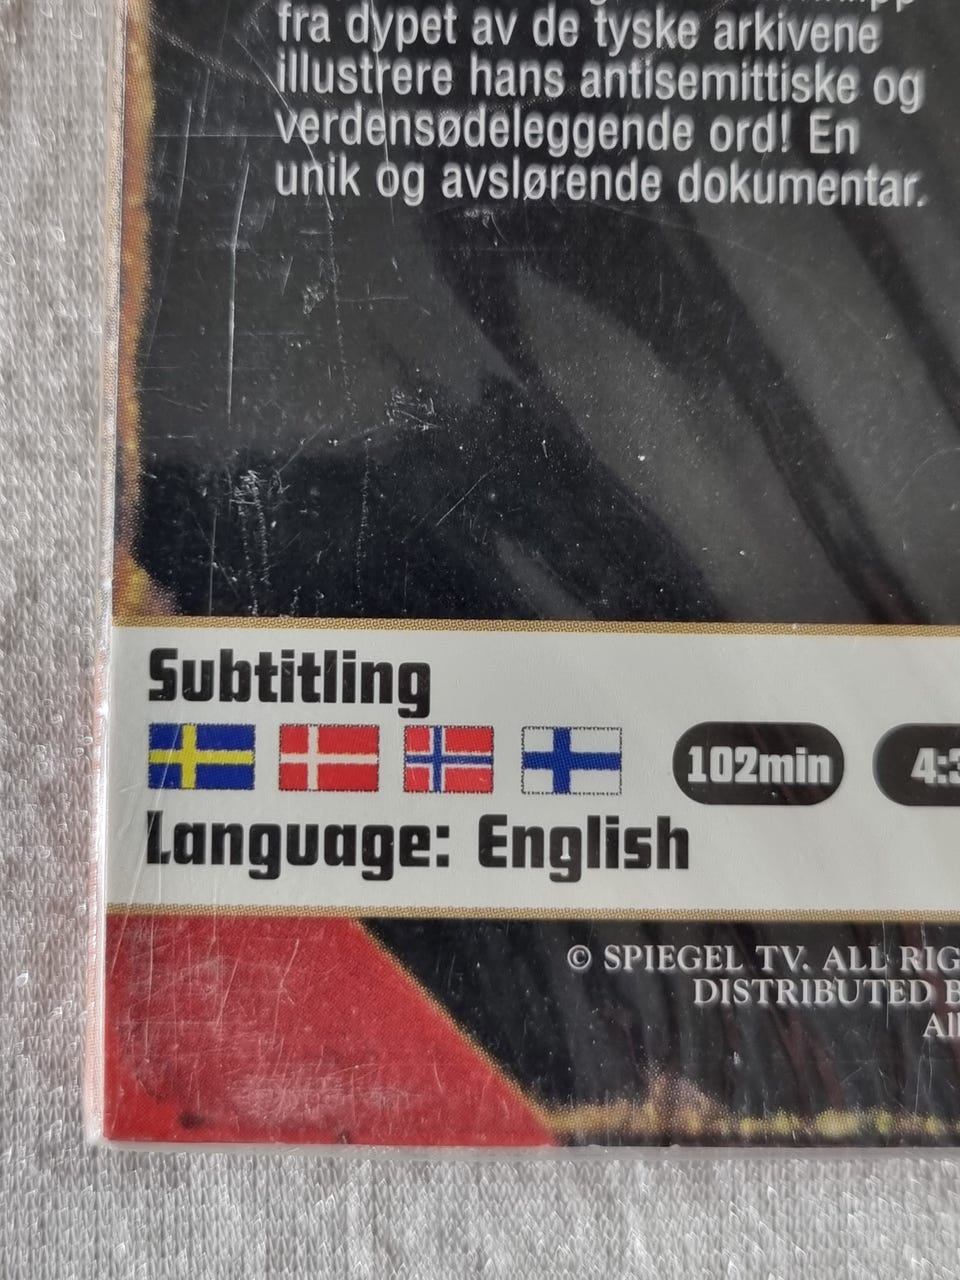 fra dypet av de tyske arkivene
illustrere hans antisemittiske og
verdensødeleggende ord! En
unik og avslørende dokumentar.
Subtitling
102min
Language: English
© SPIEGEL TV. ALL
DISTRIBUTED